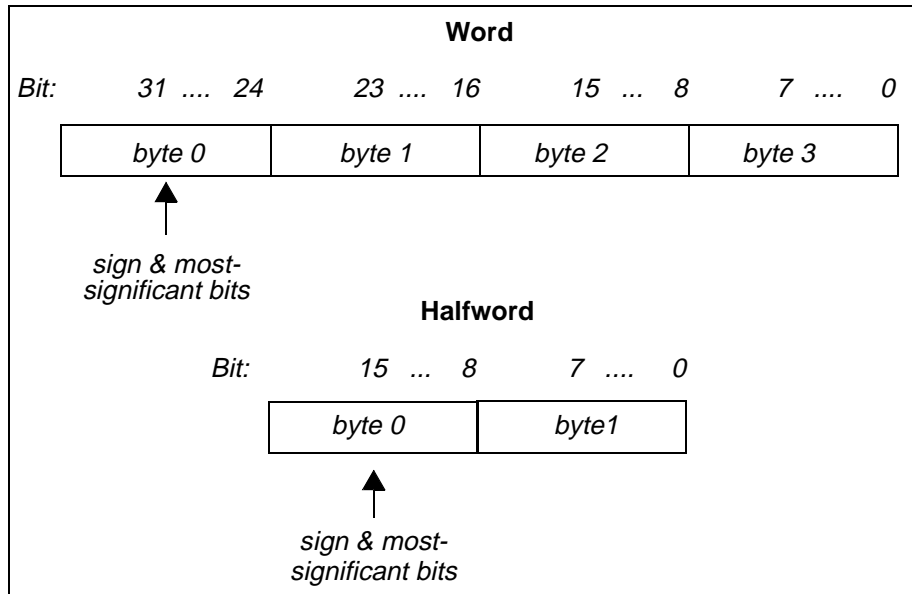 Word
Bit: 31 .... 24 23 .... 16 15 ... 8 7 .... 0
byte 0 byte 1 byte 2 byte 3
sign & most-
significant bits
Halfword
Bit: 15 ... 8 7 .... 0
byte 0 byte1
sign & most-
significant bits